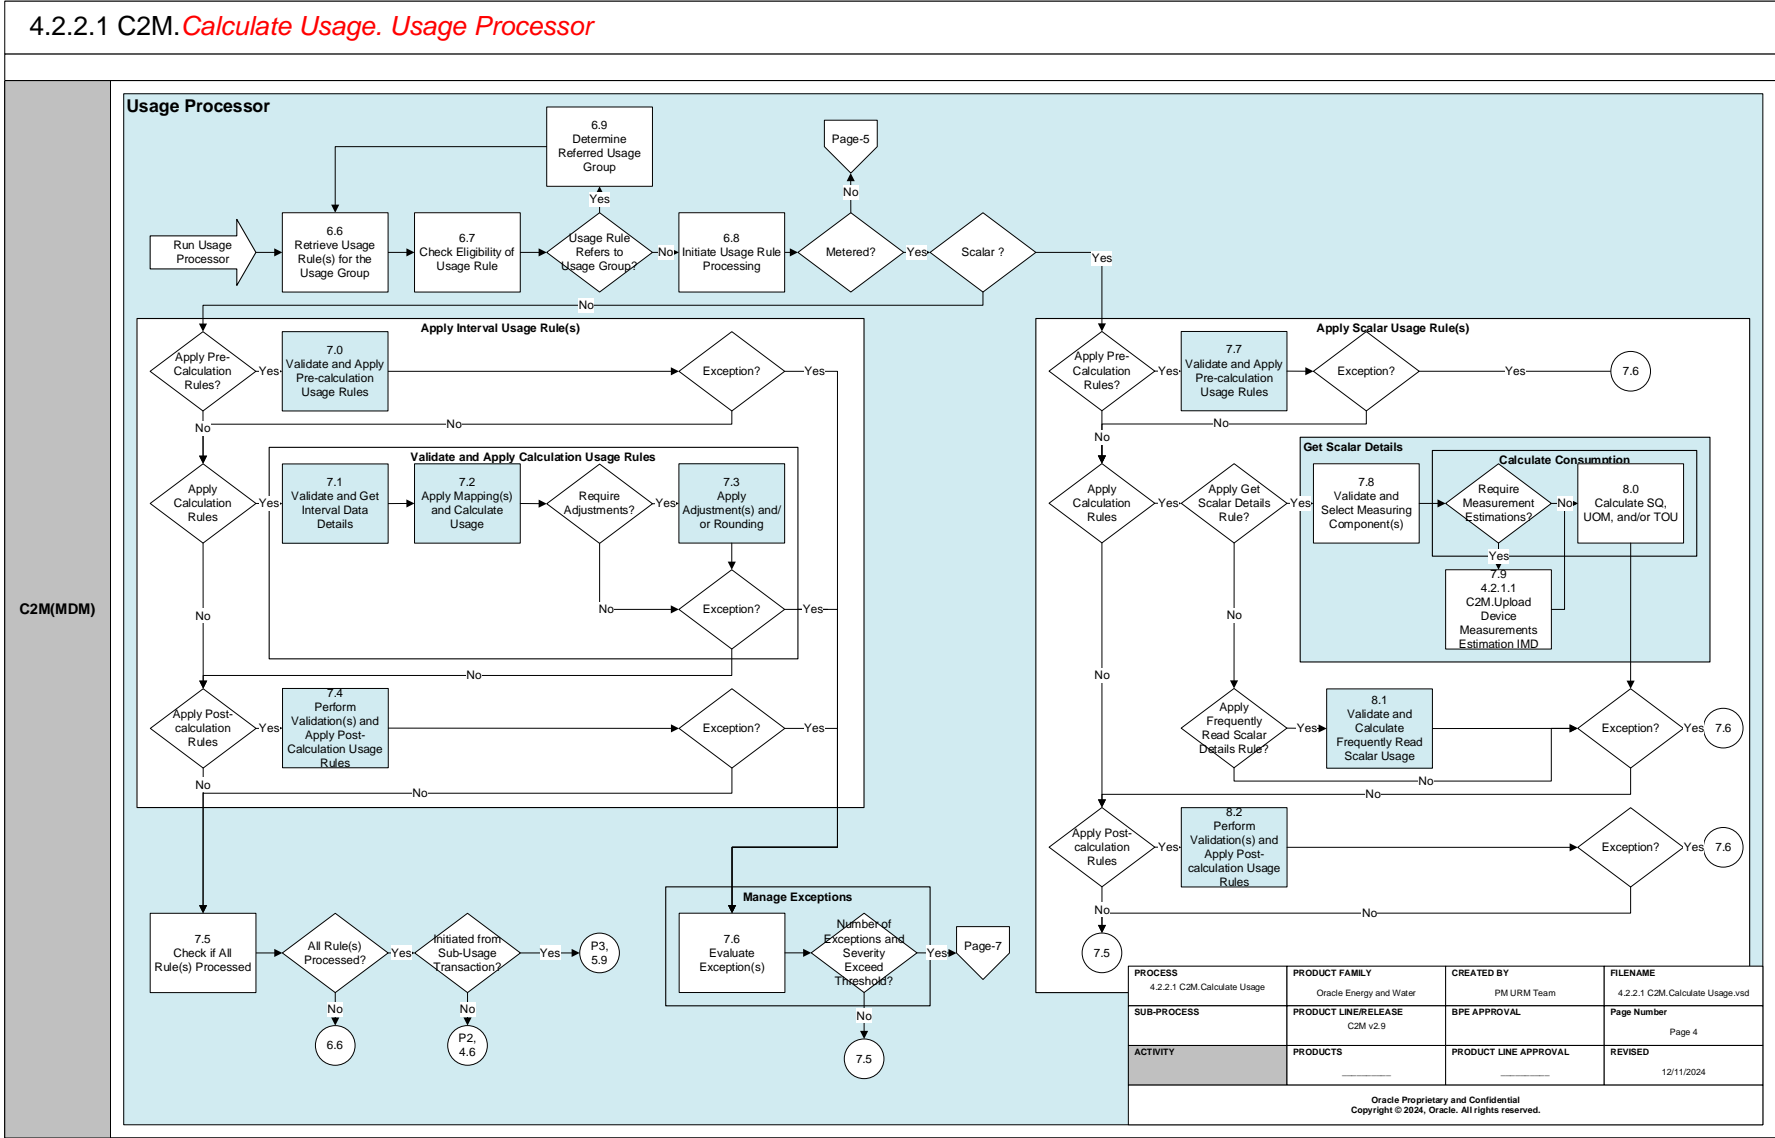 4.2.2.1 C2M.Calculate Usage. Usage Processor
C2M(MDM)
Usage Processor
6.9
Determine
Referred Usage
Group
Page-5
Yes
No
Run Usage
Processor
6.6
Retrieve Usage
Rule(s) for the
Usage Group
6.7
Check Eligibility of
Usage Rule
Usage Rule
Refers to
Usage Group?
No
6.8
Initiate Usage Rule
Processing
Metered?
Yes
Scalar ?
Yes
No
Apply Interval Usage Rule(s)
Apply Pre-
Calculation
Rules?
Yes
7.0
Validate and Apply
Pre-calculation
Usage Rules
Exception?
Yes
No
No
Validate and Apply Calculation Usage Rules
Apply
Calculation
Rules
Yes
7.1
Validate and Get
Interval Data
Details
7.2
Apply Mapping(s)
and Calculate
Usage
Require
Adjustments?
Yes
7.3
Apply
Adjustment(s) and/
or Rounding
No
No
Exception?
Yes
No
Apply Post-
calculation
Rules
Yes
7.4
Perform
Validation(s) and
Apply Post-
Calculation Usage
Rules
Exception?
Yes
No
No
Apply Scalar Usage Rule(s)
Apply Pre-
Calculation
Rules?
Yes
7.7
Validate and Apply
Pre-calculation
Usage Rules
Exception?
Yes
7.6
No
No
Get Scalar Details
Calculate Consumption
Apply
Calculation
Rules
Yes
Apply Get
Scalar Details
Rule?
Yes
7.8
Validate and
Select Measuring
Component(s)
Require
Measurement
Estimations?
No
8.0
Calculate SQ,
UOM, and/or TOU
Yes
7.9
4.2.1.1
C2M.Upload
Device
Measurements
Estimation IMD
No
No
Apply
Frequently
Read Scalar
Details Rule?
Yes
8.1
Validate and
Calculate
Frequently Read
Scalar Usage
Exception?
Yes
7.6
No
No
Apply Post-
calculation
Rules
Yes
8.2
Perform
Validation(s) and
Apply Post-
calculation Usage
Rules
Exception?
Yes
7.6
No
No
7.5
7.5
Check if All
Rule(s) Processed
All Rule(s)
Processed?
Yes
Initiated from
Sub-Usage
Transaction?
Yes
P3,
5.9
No
No
6.6
P2,
4.6
Manage Exceptions
7.6
Evaluate
Exception(s)
Number of
Exceptions and
Severity
Exceed
Threshold?
Yes
Page-7
No
7.5
PROCESS
4.2.2.1 C2M.Calculate Usage
PRODUCT FAMILY
Oracle Energy and Water
CREATED BY
PM URM Team
FILENAME
4.2.2.1 C2M.Calculate Usage.vsd
SUB-PROCESS
PRODUCT LINE/RELEASE
C2M v2.9
BPE APPROVAL
Page Number
Page 4
ACTIVITY
PRODUCTS
PRODUCT LINE APPROVAL
REVISED
12/11/2024
Oracle Proprietary and Confidential
Copyright © 2024, Oracle. All rights reserved.